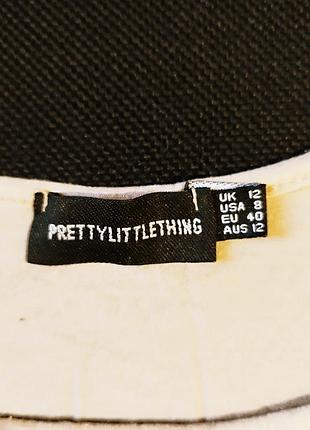 PRETTYLITTLETHING
UK 12
USA 8
EU 40
AUS 12